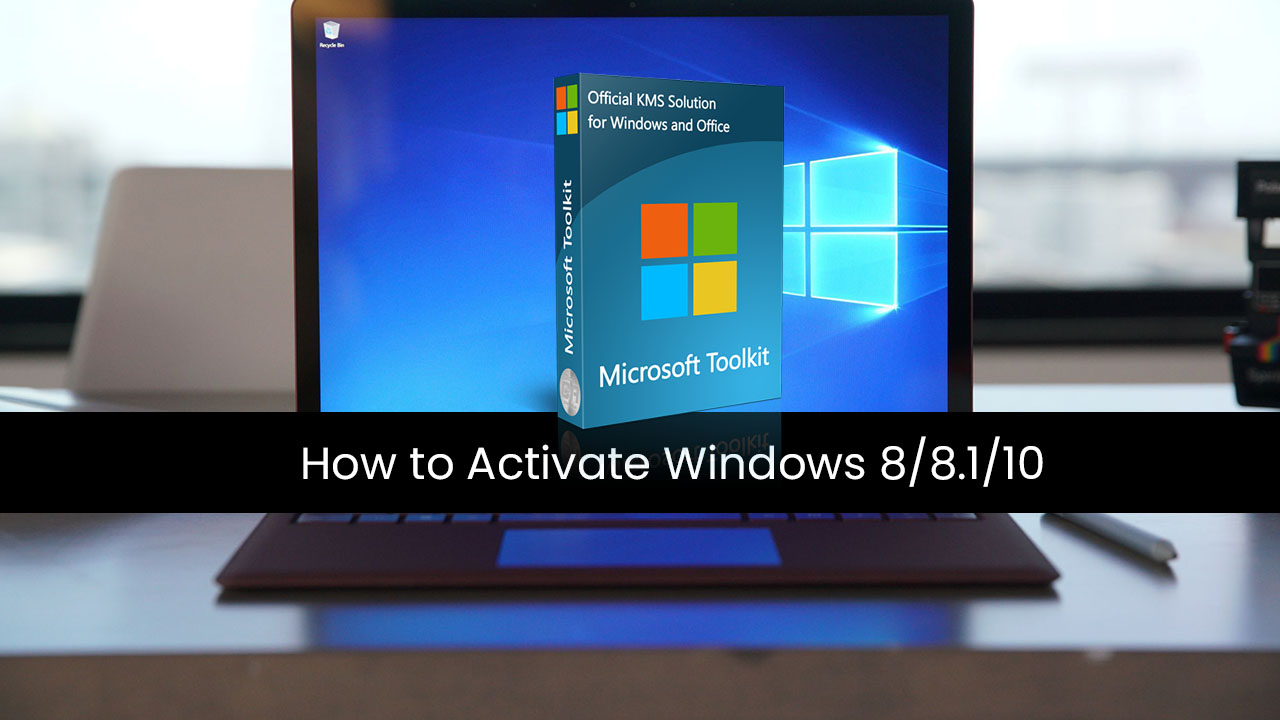 Recycle Bin
Official KMS Solution
for Windows and Office
Microsoft Toolkit
Microsoft Toolkit
How to Activate Windows 8/8.1/10